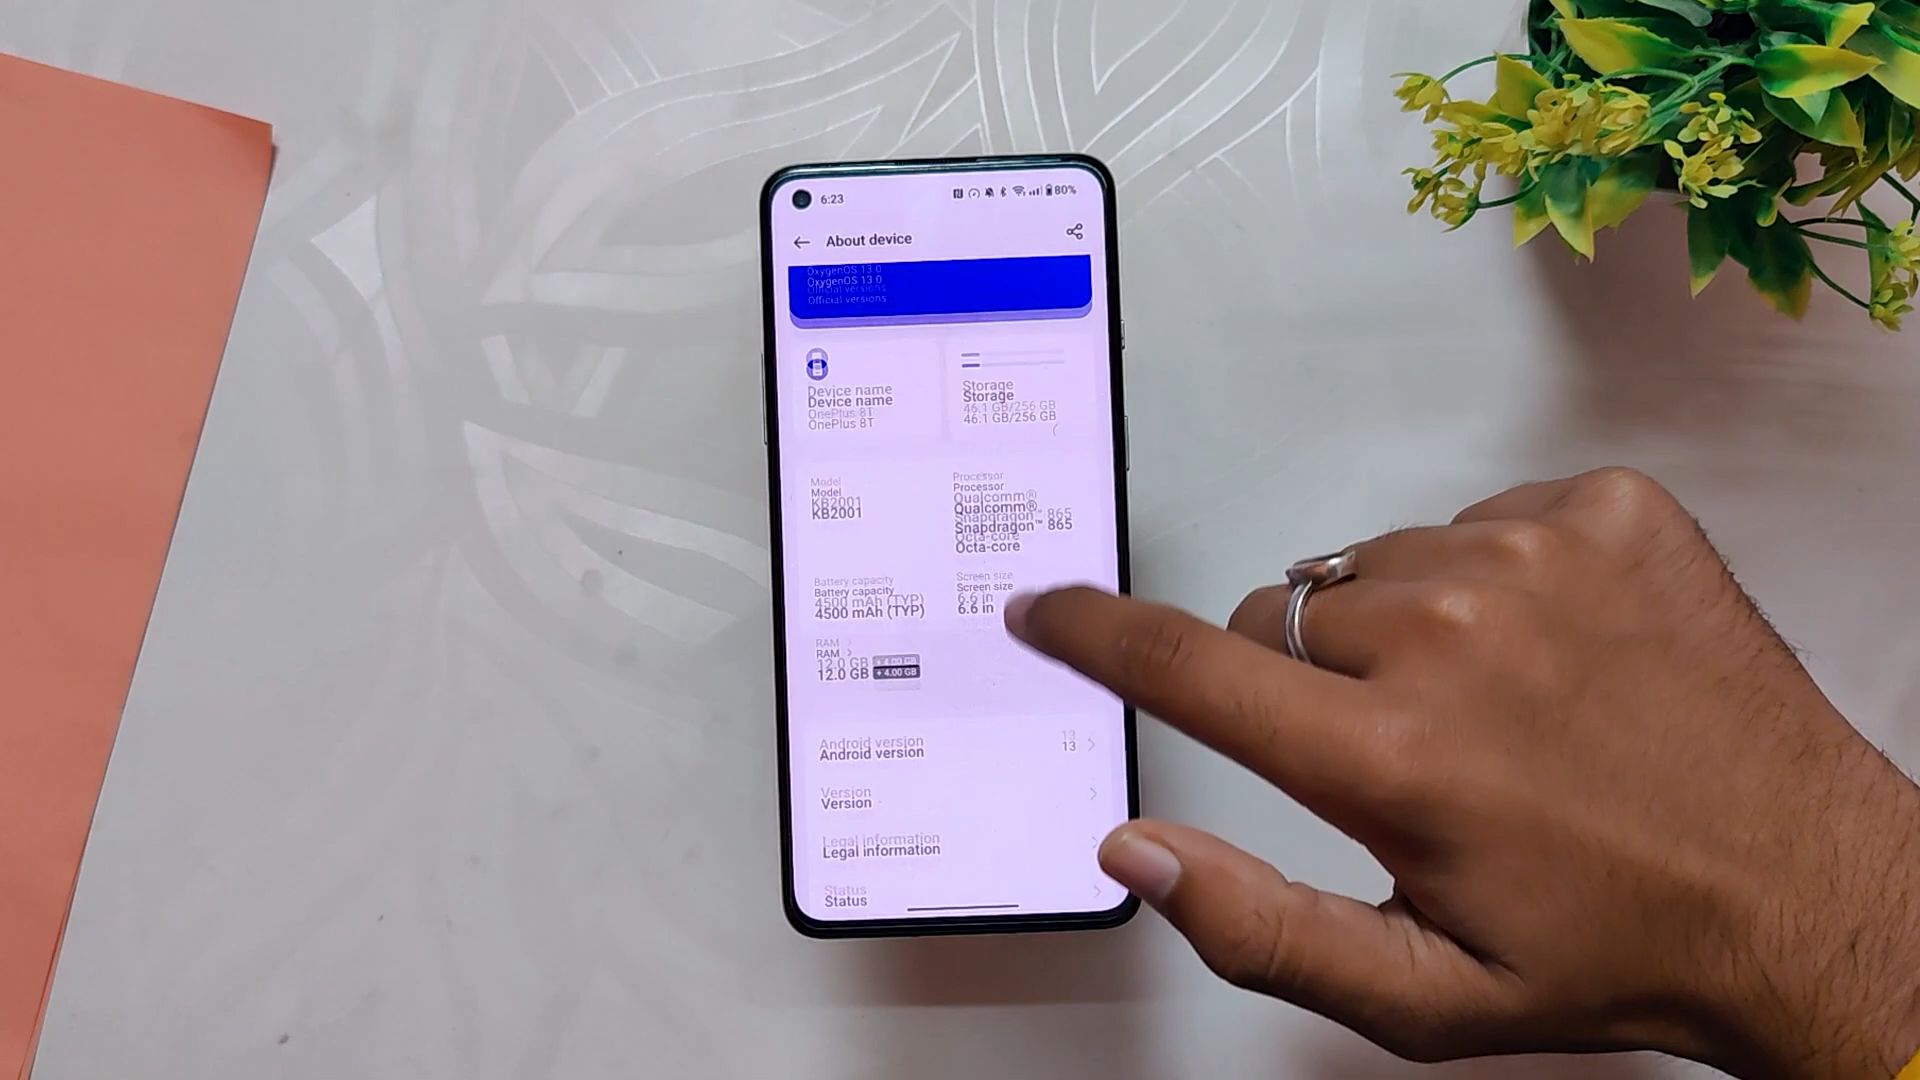 6:23
80%
About device
OxygenOS 13.0
Official versions
Device name
OnePlus 8T
Storage
46.1 GB/256 GB
Model
KB2001
Processor
Qualcomm®
Snapdragon™ 865
Octa-core
Battery capacity
4500 mAh (TYP)
Screen size
6.6 in
RAM >
12.0 GB + 4.00 GB
Android version 13 >
Version >
Legal information >
Status >